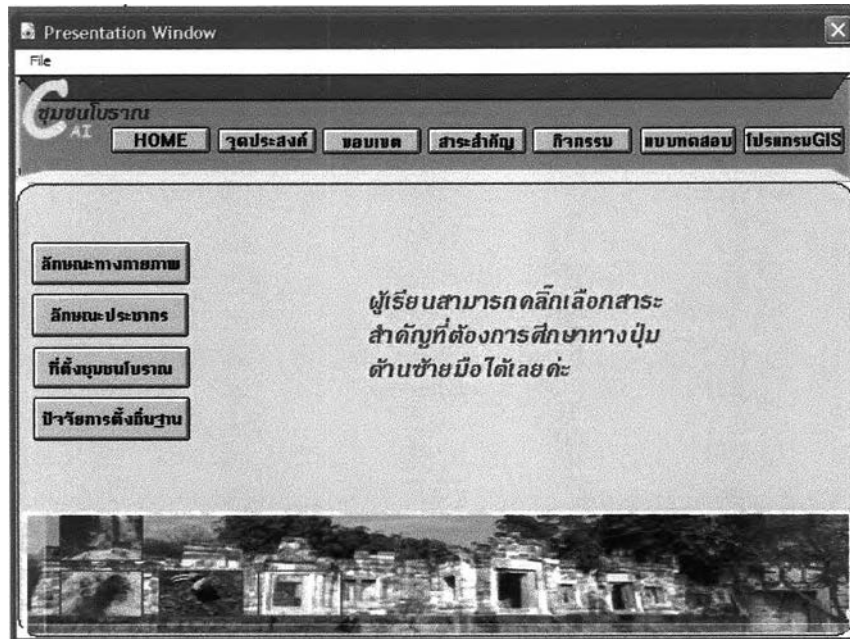 Presentation Window
File
CAI ชุมชนโบราณ
HOME จุดประสงค์ ขอบเขต สาระสำคัญ กิจกรรม แบบทดสอบ โปรแกรมGIS
ลักษณะทางกายภาพ
ลักษณะประชากร
ที่ตั้งชุมชนโบราณ
ปัจจัยการตั้งถิ่นฐาน
ผู้เรียนสามารถคลิ๊กเลือกสาระ
สำคัญที่ต้องการศึกษาทางปุ่ม
ด้านซ้ายมือได้เลยค่ะ